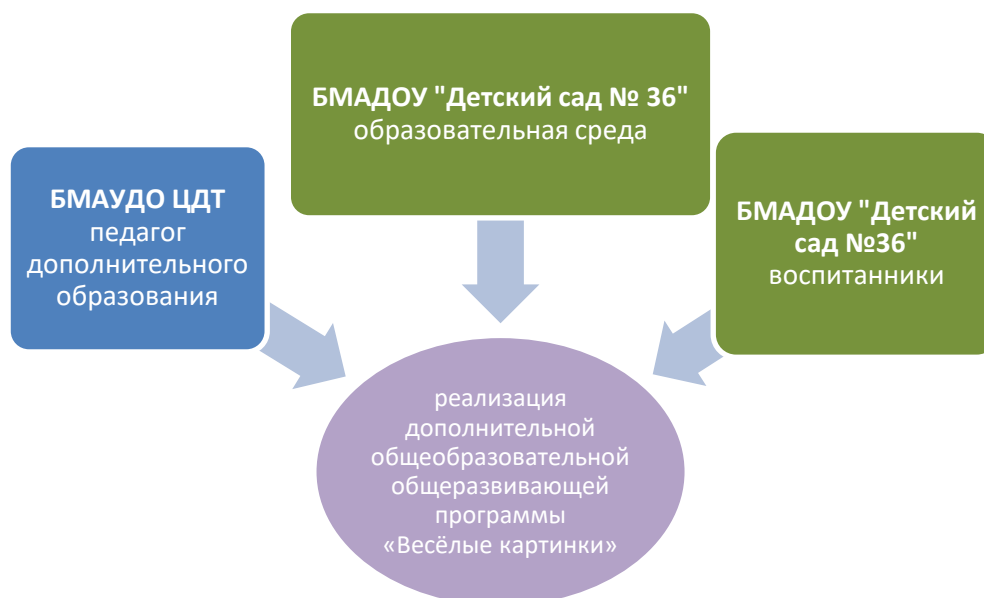 БМАДОУ "Детский сад № 36"
образовательная среда
БМАУДО ЦДТ
педагог
дополнительного
образования
БМАДОУ "Детский
сад №36"
воспитанники
реализация
дополнительной
общеобразовательной
общеразвивающей
программы
«Весёлые картинки»